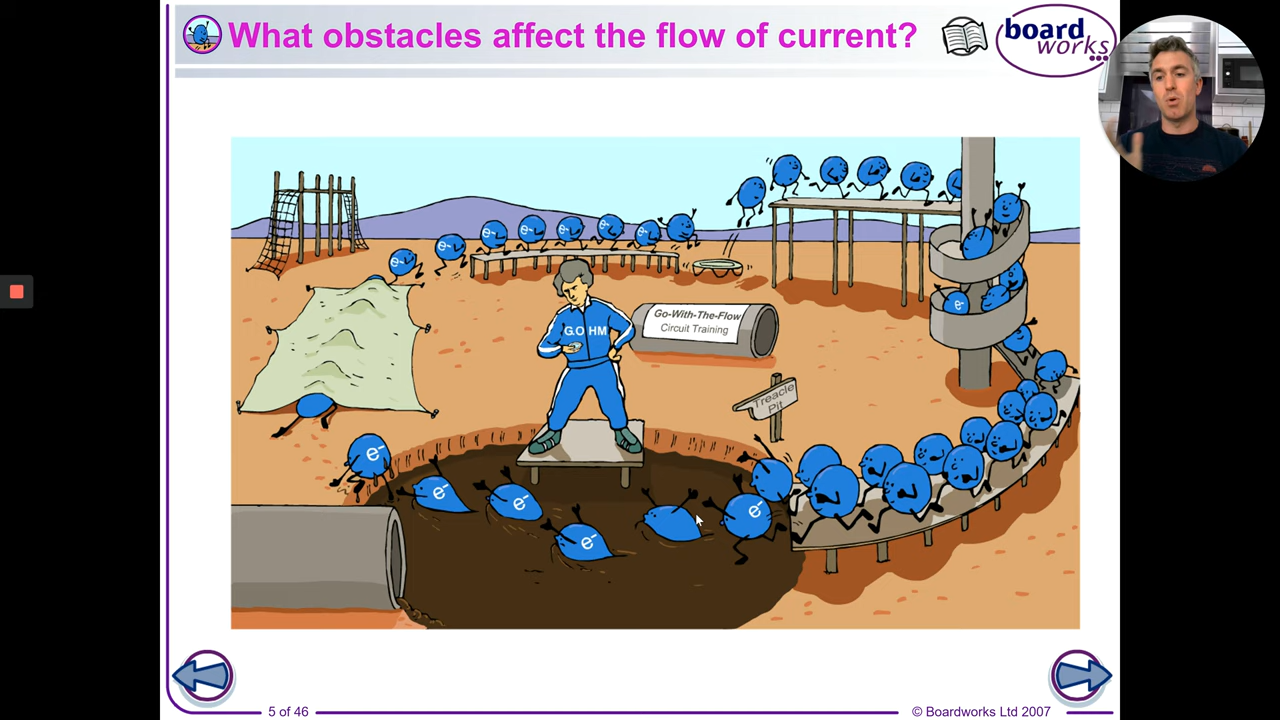 What obstacles affect the flow of current?
board
works
e-
e-
e-
e-
e-
e-
e-
G.OHM
Go-With-The-Flow
Circuit Training
e-
Treacle
Pit
e-
e-
e-
e-
e-
5 of 46
© Boardworks Ltd 2007